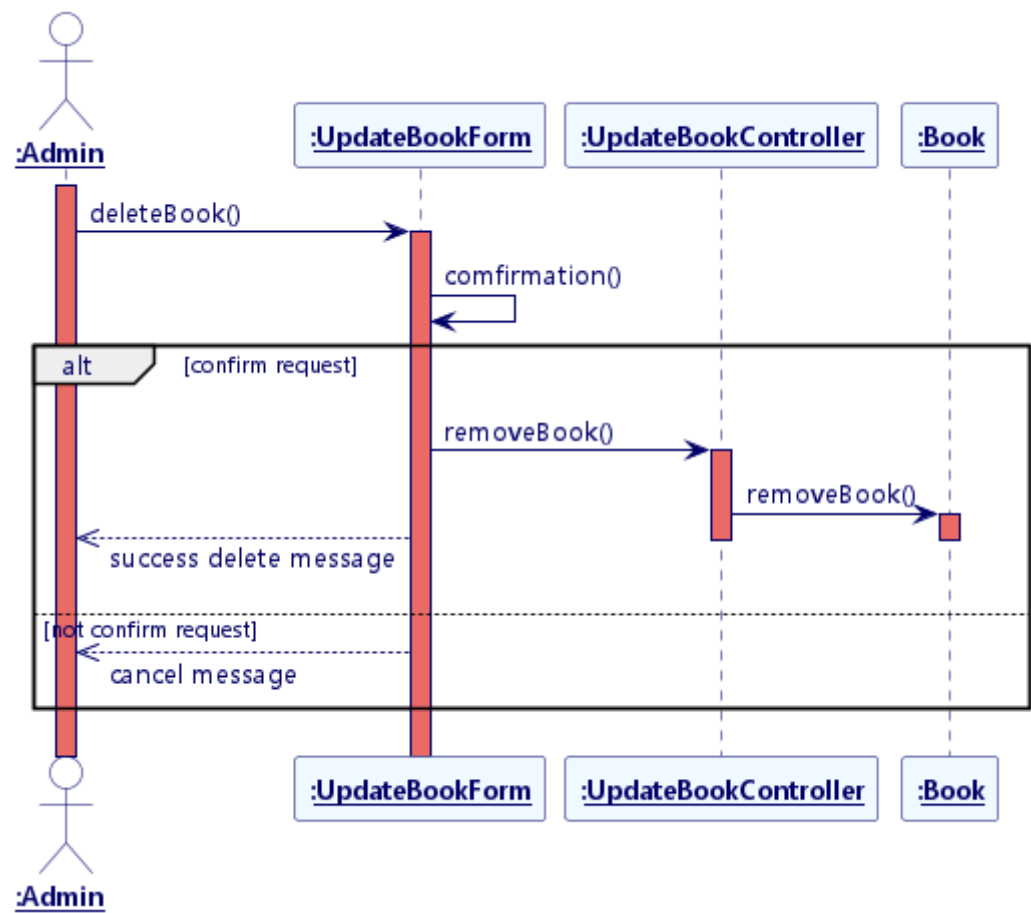 :Admin
:UpdateBookForm
:UpdateBookController
:Book
deleteBook()
comfirmation()
alt
[confirm request]
removeBook()
removeBook()
success delete message
[not confirm request]
cancel message
:UpdateBookForm
:UpdateBookController
:Book
:Admin